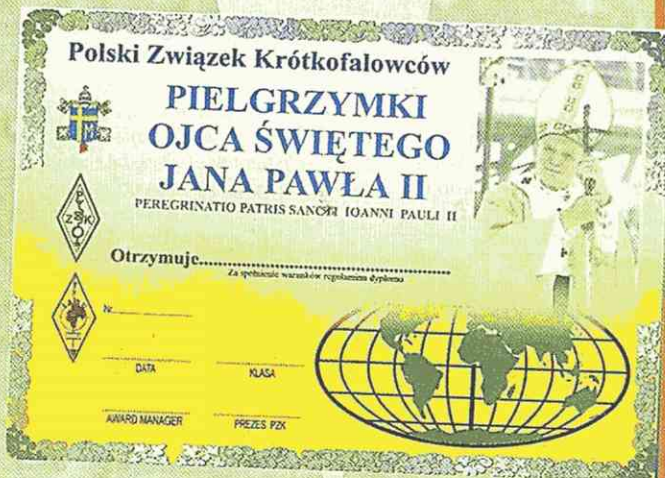 Polski Związek Krótkofalowców
PIELGRZYMKI
OJCA ŚWIĘTEGO
JANA PAWŁA II
PEREGRINATIO PATRIS SANCTI IOANNI PAULI II
Otrzymuje
Za spełnienie warunków regulaminu dyplomu
Nr
DATA KLASA
AWARD MANAGER PREZES PZK